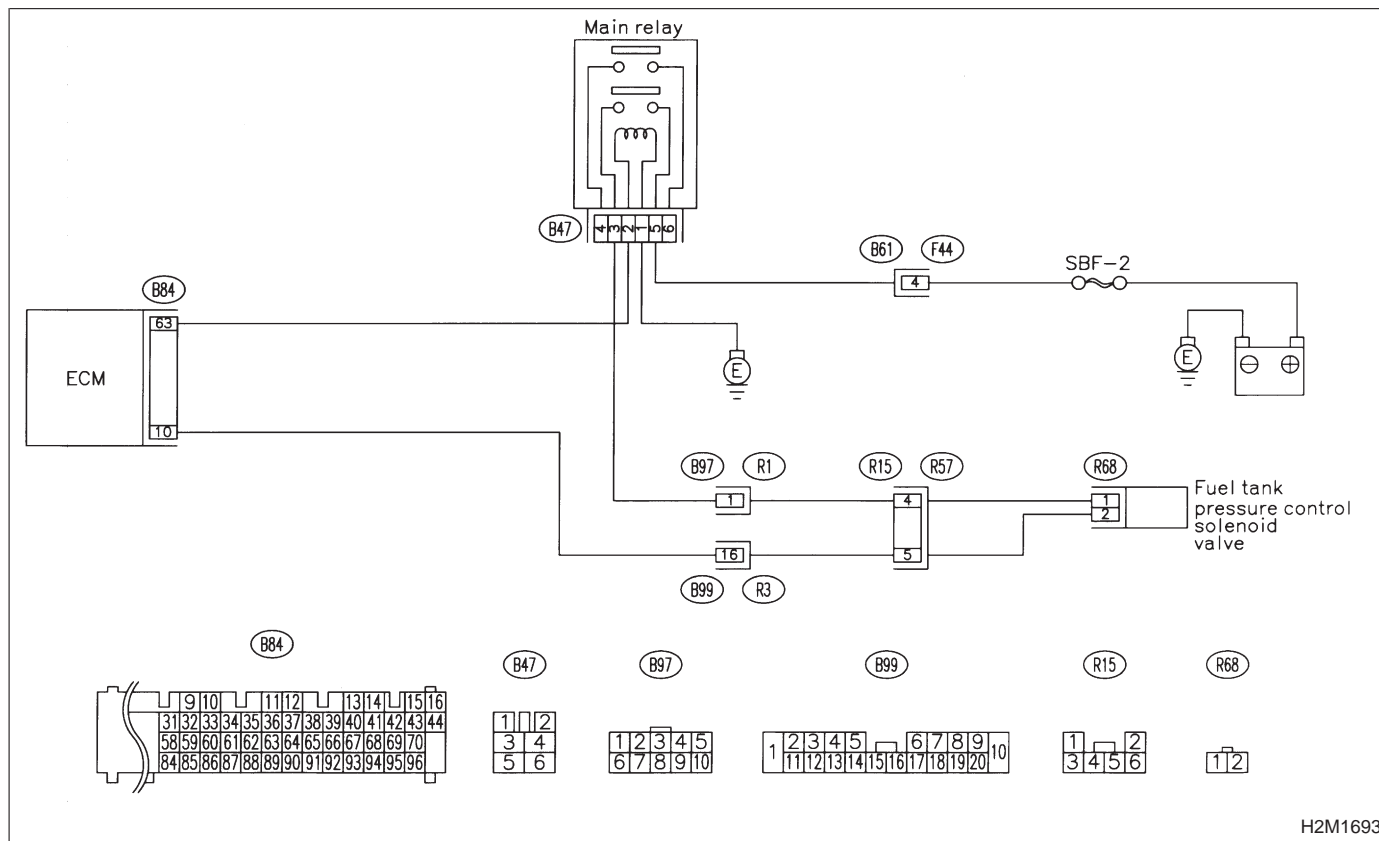 Main relay
B47
4 3 2 1 5 6
B61 F44
SBF-2
4
B84
63
ECM
10
E
E
⊖ ⊕
B97 R1
R15 R57
R68
1
4
1
2
Fuel tank
pressure control
solenoid
valve
16
5
B99 R3
B84
B47
B97
B99
R15
R68
9 10 11 12 13 14 15 16
31 32 33 34 35 36 37 38 39 40 41 42 43 44
58 59 60 61 62 63 64 65 66 67 68 69 70
84 85 86 87 88 89 90 91 92 93 94 95 96
1 2
3 4
5 6
1 2 3 4 5
6 7 8 9 10
1 2 3 4 5 6 7 8 9 10
11 12 13 14 15 16 17 18 19 20
1 2
3 4 5 6
1 2
H2M1693